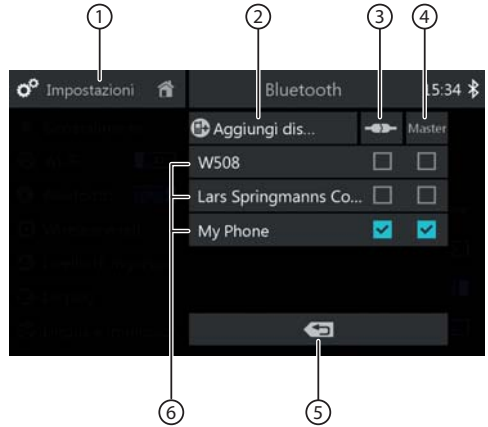 1 2 3 4
Impostazioni Bluetooth 15:34
Aggiungi dis... Master
W508
Lars Springmanns Co...
My Phone
6 5